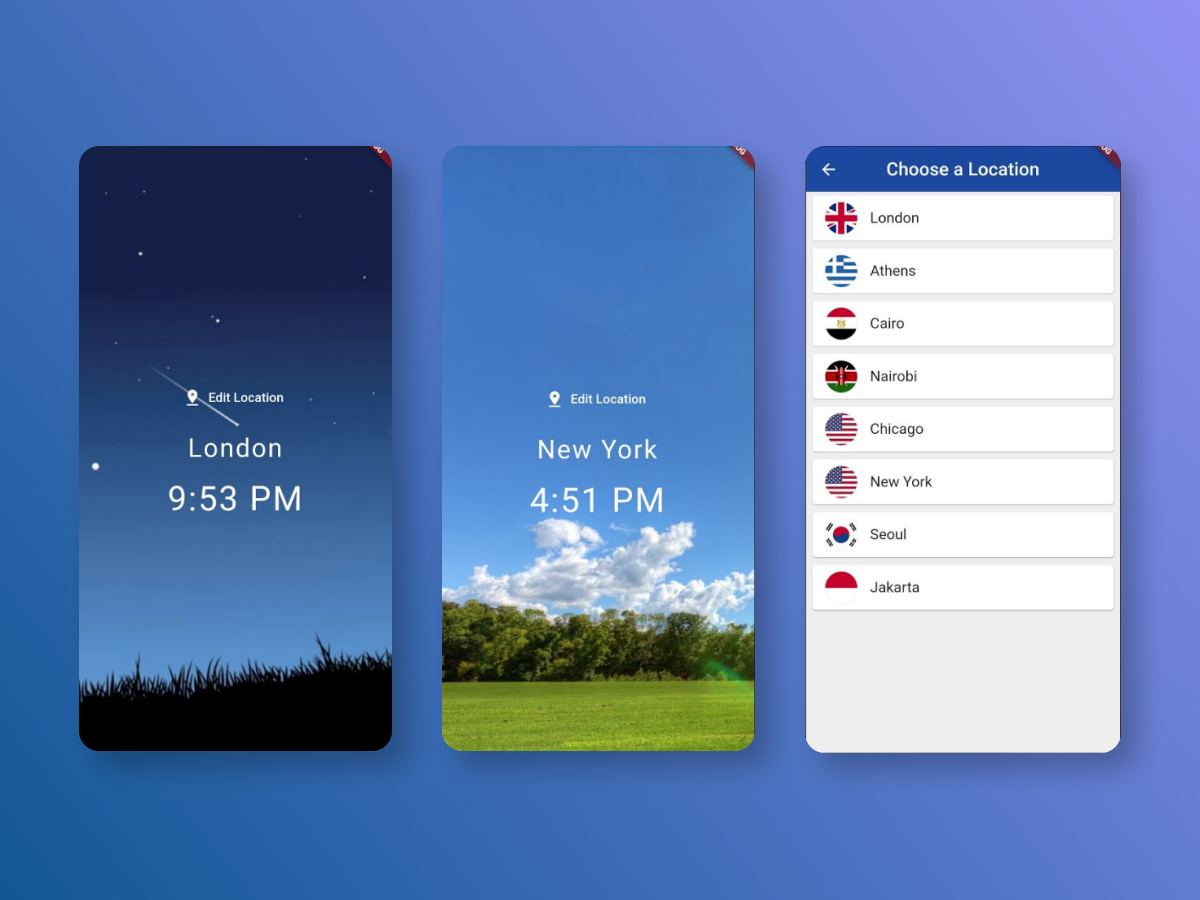 Edit Location
London
9:53 PM
Edit Location
New York
4:51 PM
Choose a Location
London
Athens
Cairo
Nairobi
Chicago
New York
Seoul
Jakarta